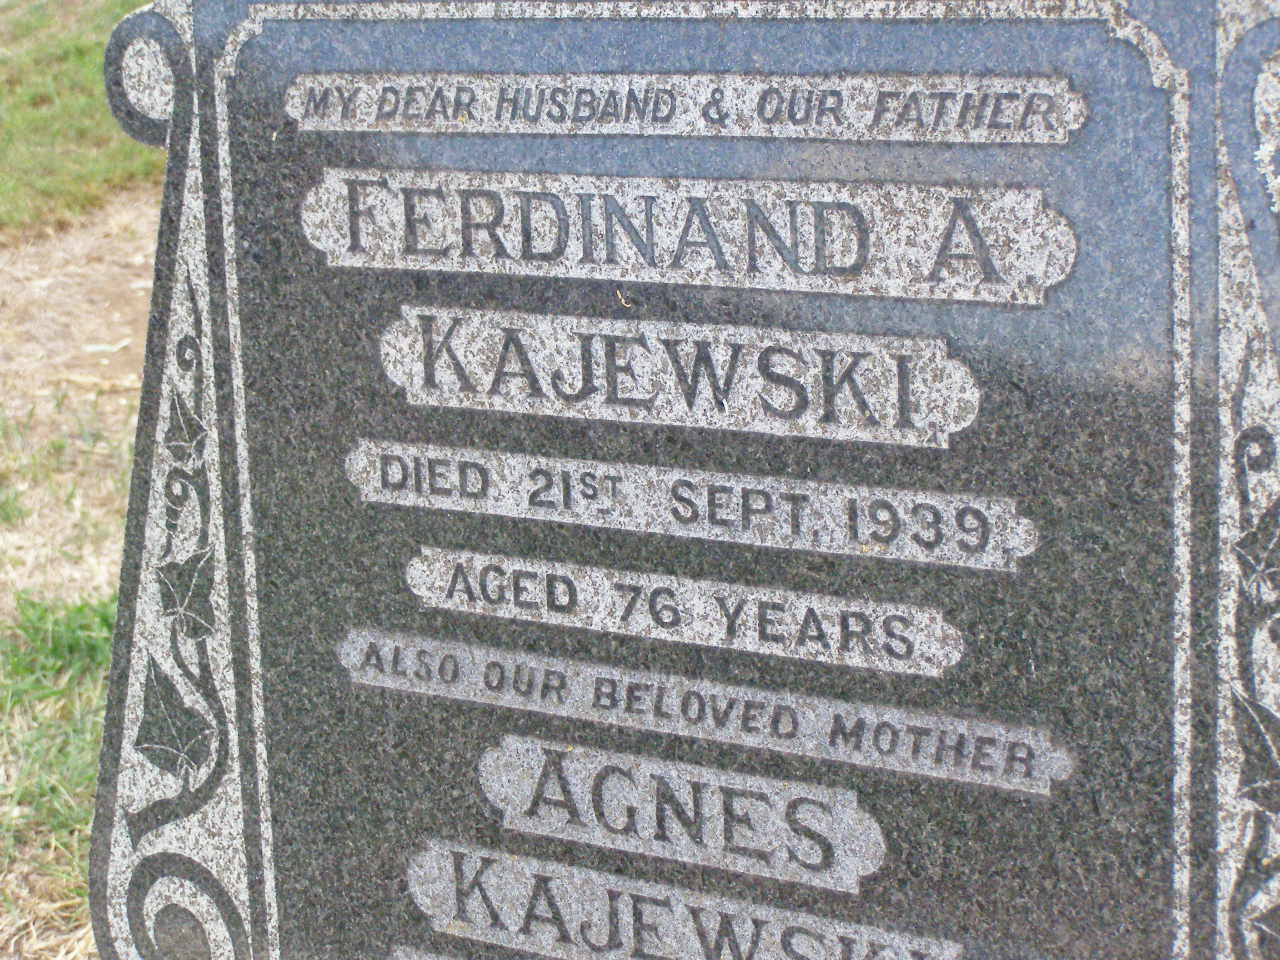 MY DEAR HUSBAND & OUR FATHER
FERDINAND A
KAJEWSKI
DIED 21ST SEPT. 1939
AGED 76 YEARS
ALSO OUR BELOVED MOTHER
AGNES
KAJEWSKI